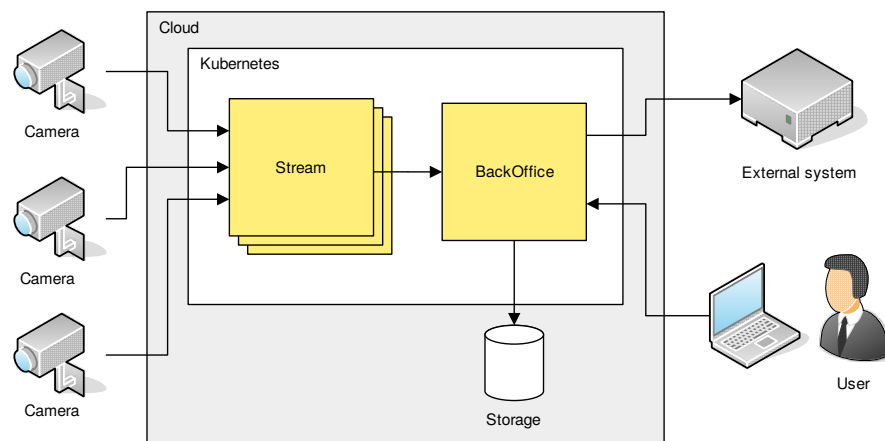 Cloud
Kubernetes
Camera
Camera
Camera
Stream
BackOffice
Storage
External system
User